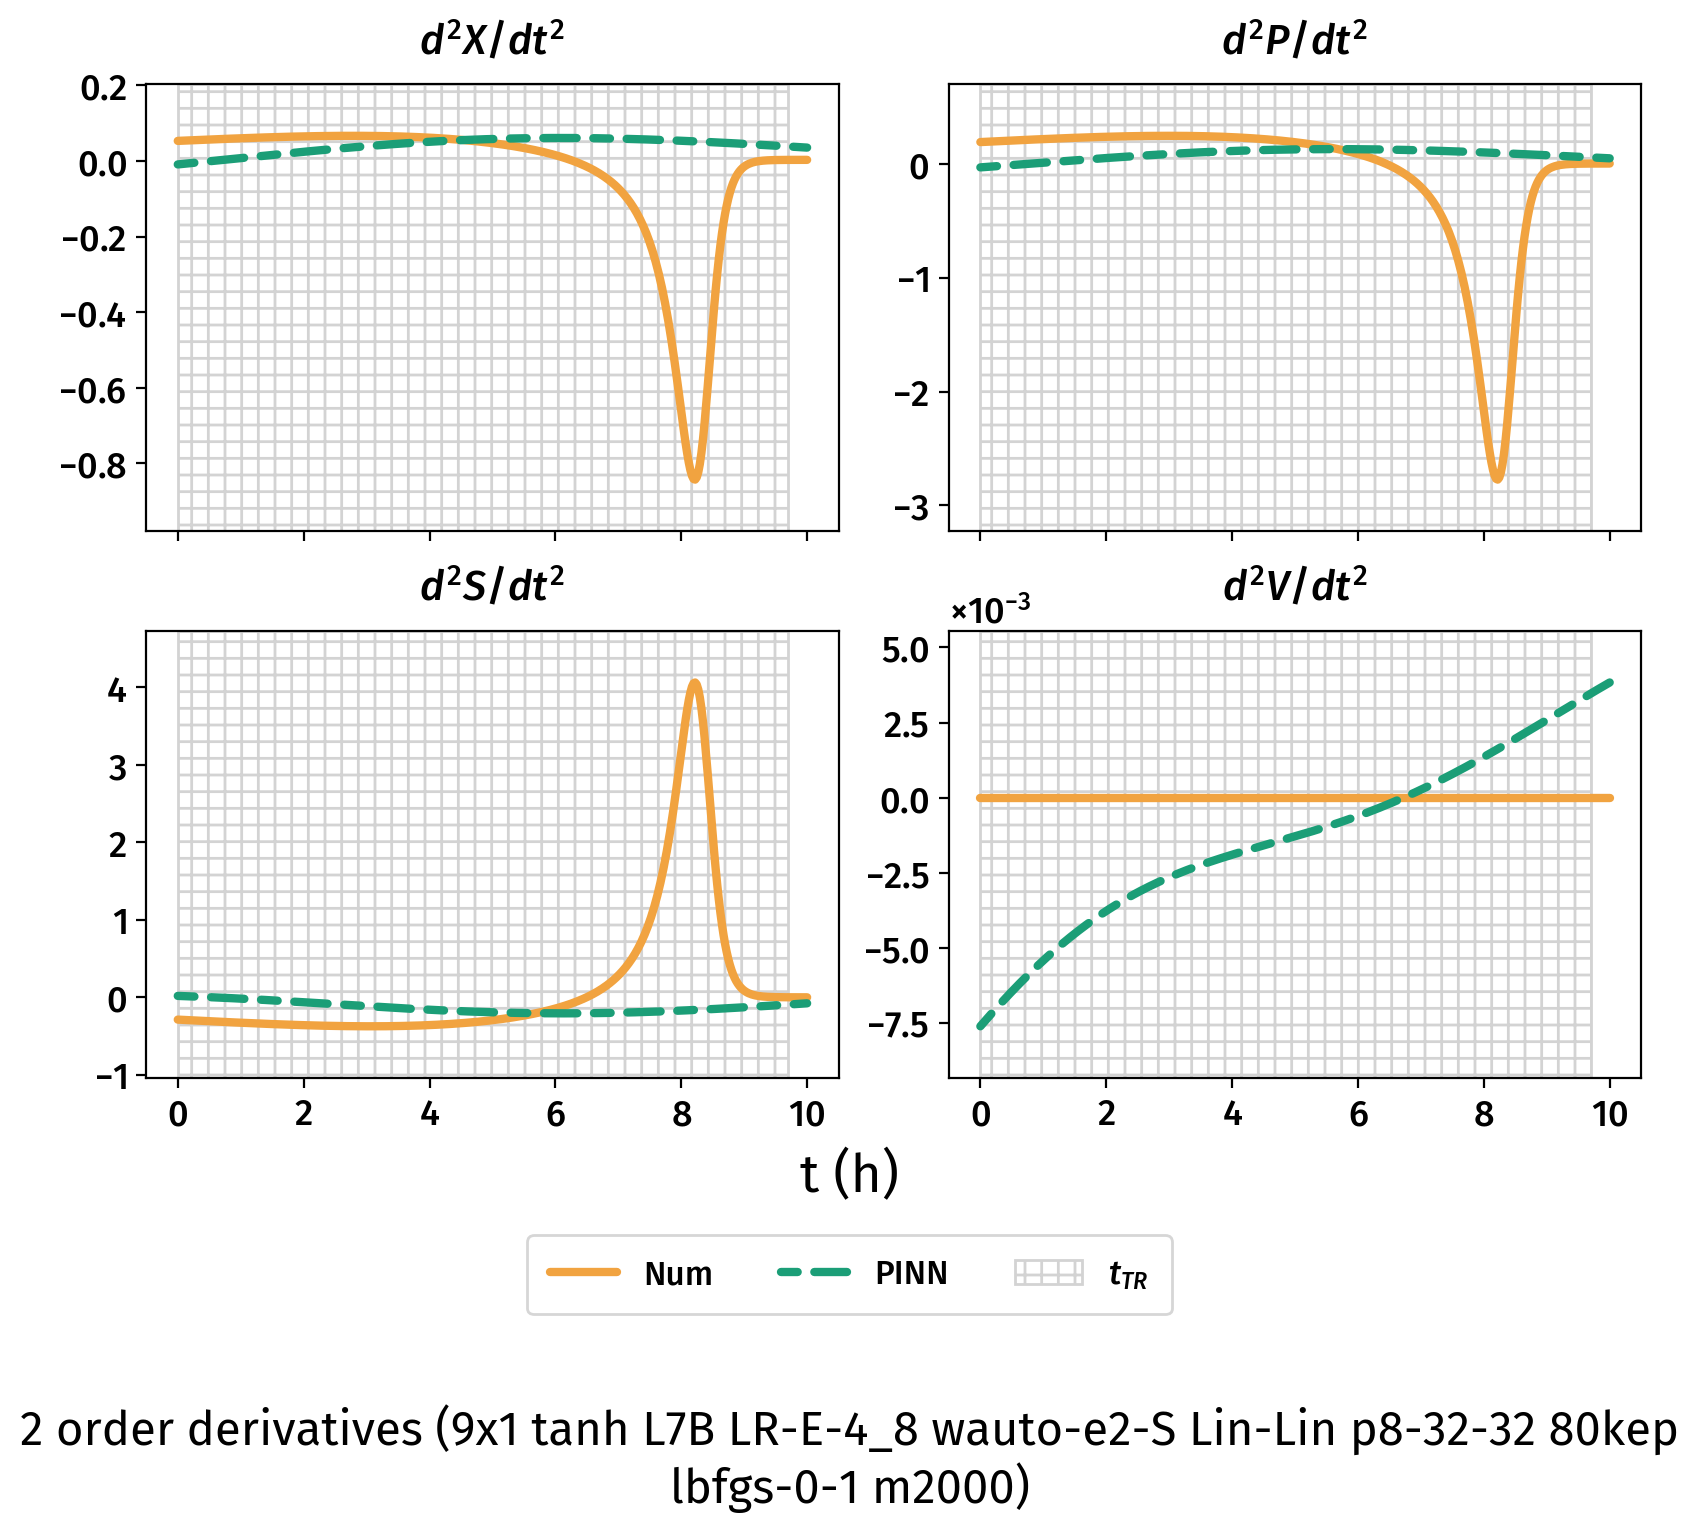 d²X/dt²
0.2
0.0
−0.2
−0.4
−0.6
−0.8
d²P/dt²
0
−1
−2
−3
d²S/dt²
4
3
2
1
0
−1
0 2 4 6 8 10
d²V/dt²
×10⁻³
5.0
2.5
0.0
−2.5
−5.0
−7.5
0 2 4 6 8 10
t (h)
Num PINN t_TR
2 order derivatives (9x1 tanh L7B LR-E-4_8 wauto-e2-S Lin-Lin p8-32-32 80kep
lbfgs-0-1 m2000)